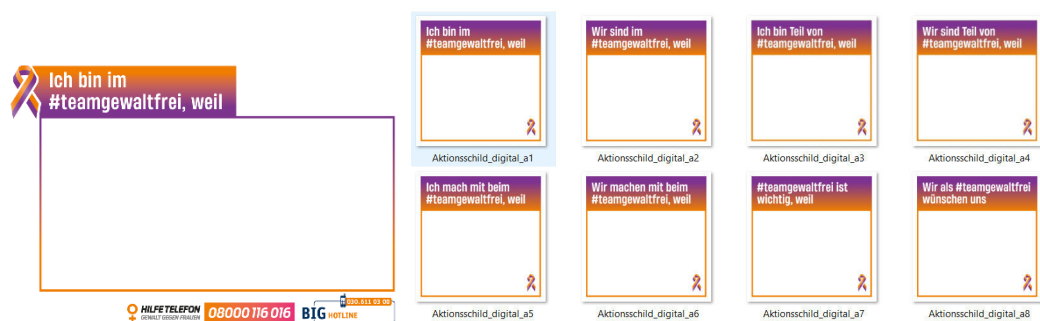 Ich bin im
#teamgewaltfrei, weil
HILFETELEFON
GEWALT GEGEN FRAUEN
08000 116 016
BIG HOTLINE
030.611 03 00
Ich bin im
#teamgewaltfrei, weil
Aktionsschild_digital_a1
Wir sind im
#teamgewaltfrei, weil
Aktionsschild_digital_a2
Ich bin Teil von
#teamgewaltfrei, weil
Aktionsschild_digital_a3
Wir sind Teil von
#teamgewaltfrei, weil
Aktionsschild_digital_a4
Ich mach mit beim
#teamgewaltfrei, weil
Aktionsschild_digital_a5
Wir machen mit beim
#teamgewaltfrei, weil
Aktionsschild_digital_a6
#teamgewaltfrei ist
wichtig, weil
Aktionsschild_digital_a7
Wir als #teamgewaltfrei
wünschen uns
Aktionsschild_digital_a8